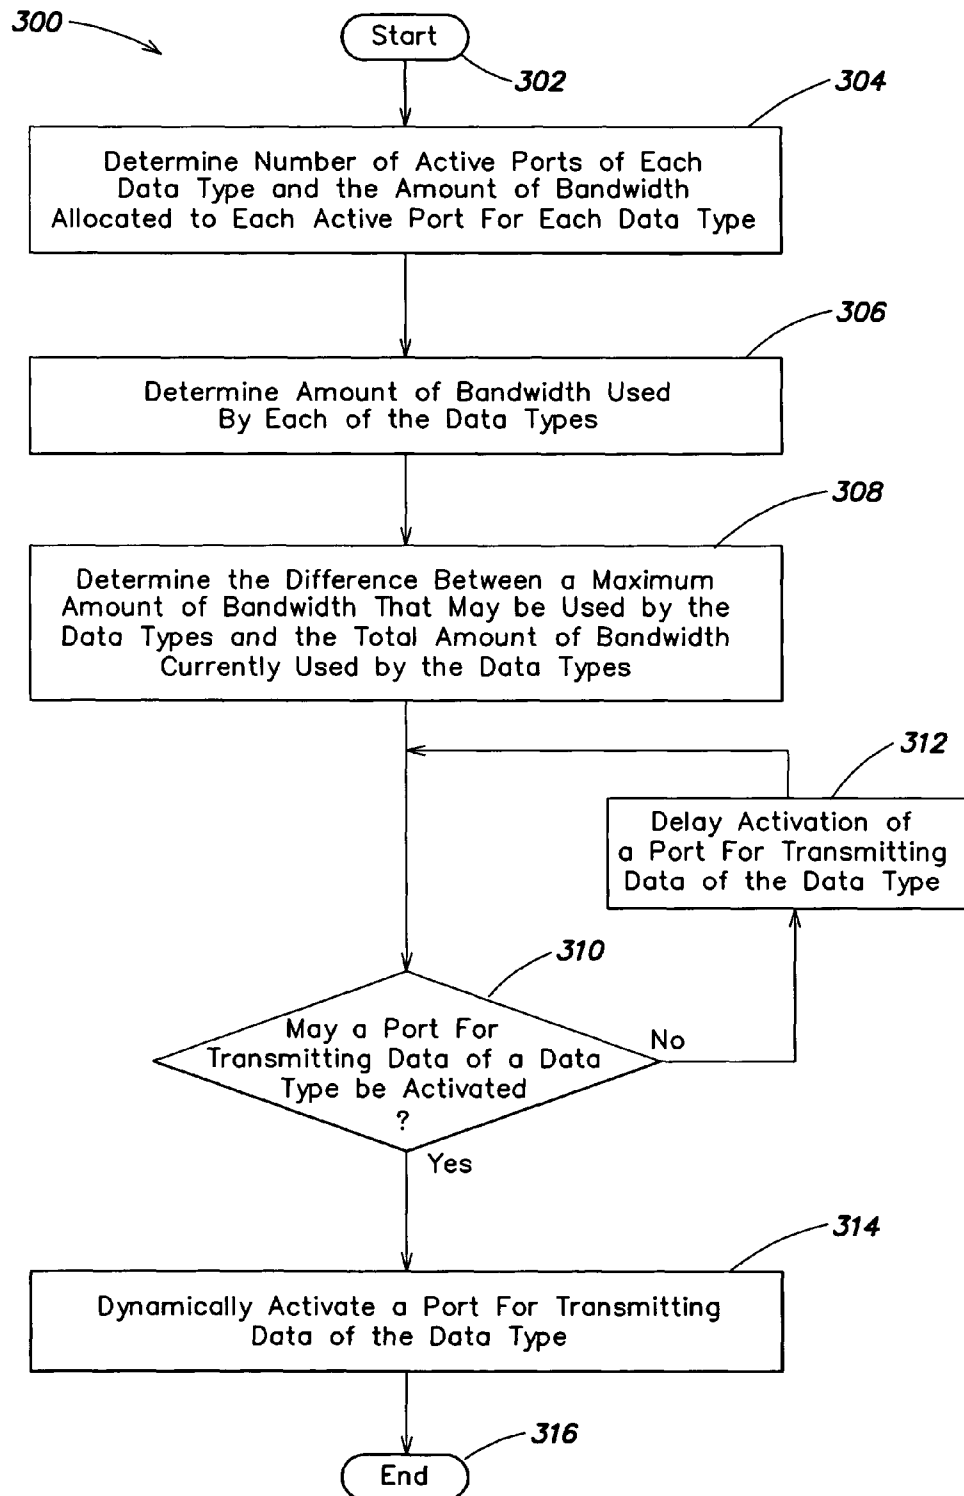 300
Start
302
304
Determine Number of Active Ports of Each
Data Type and the Amount of Bandwidth
Allocated to Each Active Port For Each Data Type
306
Determine Amount of Bandwidth Used
By Each of the Data Types
308
Determine the Difference Between a Maximum
Amount of Bandwidth That May be Used by the
Data Types and the Total Amount of Bandwidth
Currently Used by the Data Types
312
Delay Activation of
a Port For Transmitting
Data of the Data Type
310
May a Port For
Transmitting Data of a Data
Type be Activated
?
No
Yes
314
Dynamically Activate a Port For Transmitting
Data of the Data Type
316
End